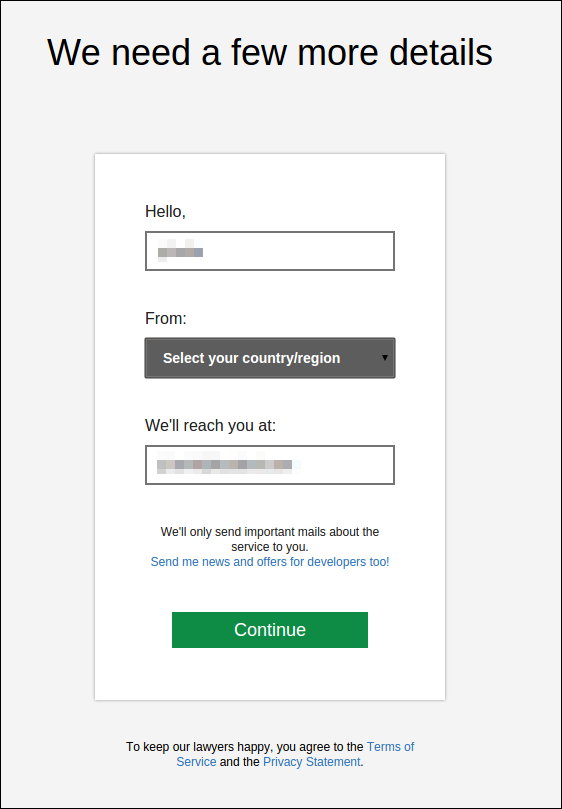 We need a few more details
Hello,
From:
Select your country/region
We'll reach you at:
We'll only send important mails about the
service to you.
Send me news and offers for developers too!
Continue
To keep our lawyers happy, you agree to the Terms of
Service and the Privacy Statement.